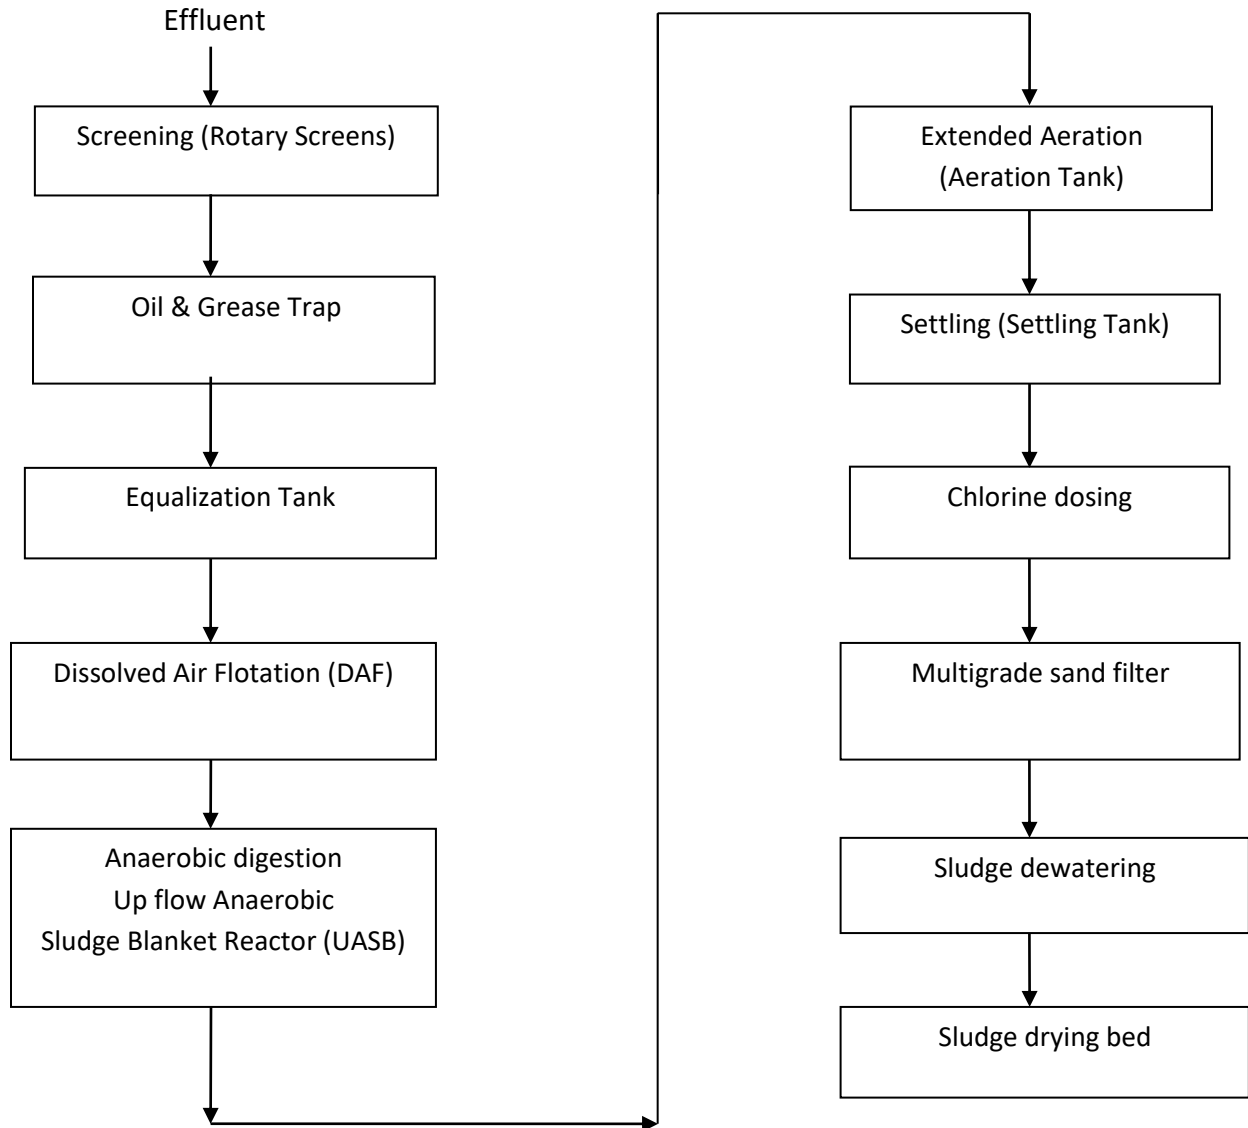 Effluent
Screening (Rotary Screens)
Oil & Grease Trap
Equalization Tank
Dissolved Air Flotation (DAF)
Anaerobic digestion
Up flow Anaerobic
Sludge Blanket Reactor (UASB)
Extended Aeration
(Aeration Tank)
Settling (Settling Tank)
Chlorine dosing
Multigrade sand filter
Sludge dewatering
Sludge drying bed